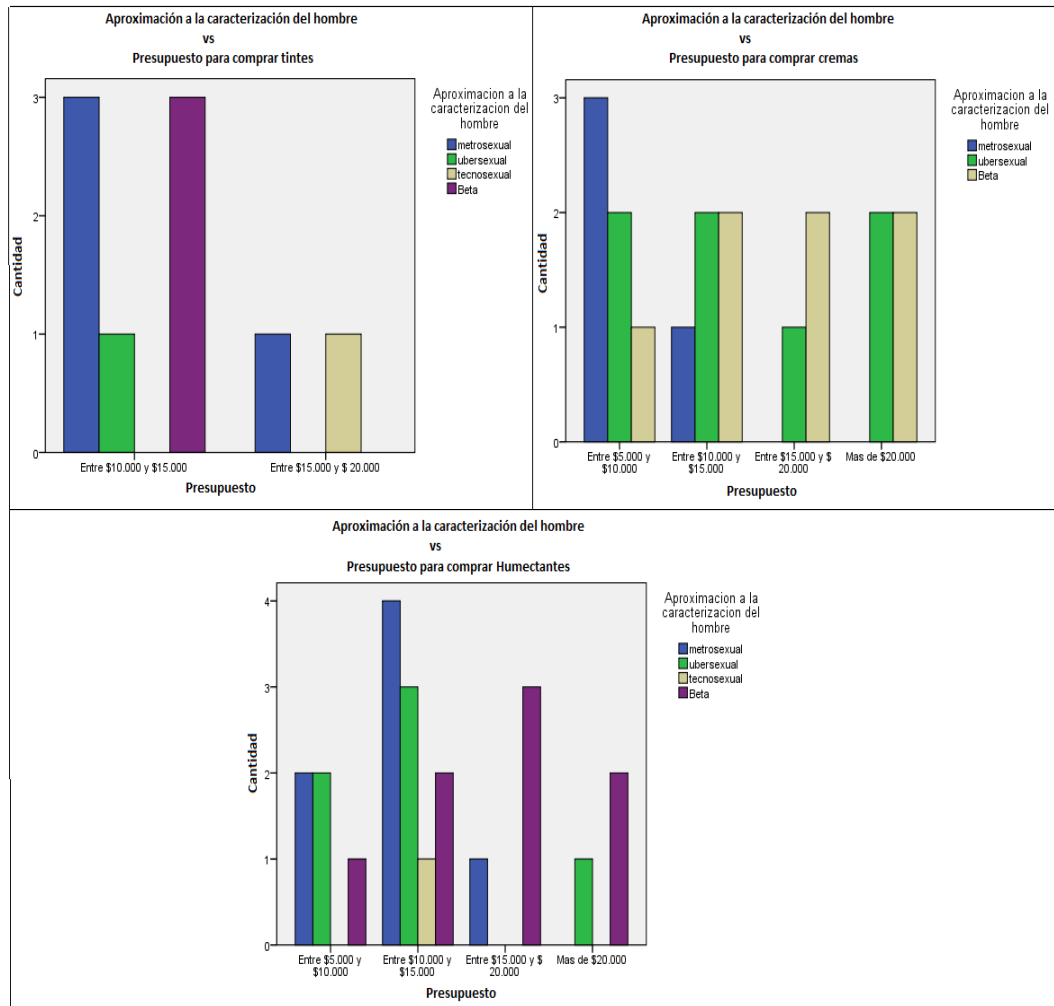 Aproximación a la caracterización del hombre
vs
Presupuesto para comprar tintes
Aproximacion a la
caracterizacion del
hombre
metrosexual
ubersexual
tecnosexual
Beta
Cantidad
3
2
1
0
Entre $10.000 y $15.000
Entre $15.000 y $ 20.000
Presupuesto
Aproximación a la caracterización del hombre
vs
Presupuesto para comprar cremas
Aproximacion a la
caracterizacion del
hombre
metrosexual
ubersexual
Beta
Cantidad
3
2
1
0
Entre $5.000 y
$10.000
Entre $10.000 y
$15.000
Entre $15.000 y $
20.000
Mas de $20.000
Presupuesto
Aproximación a la caracterización del hombre
vs
Presupuesto para comprar Humectantes
Aproximacion a la
caracterizacion del
hombre
metrosexual
ubersexual
tecnosexual
Beta
Cantidad
4
3
2
1
0
Entre $5.000 y
$10.000
Entre $10.000 y
$15.000
Entre $15.000 y $
20.000
Mas de $20.000
Presupuesto